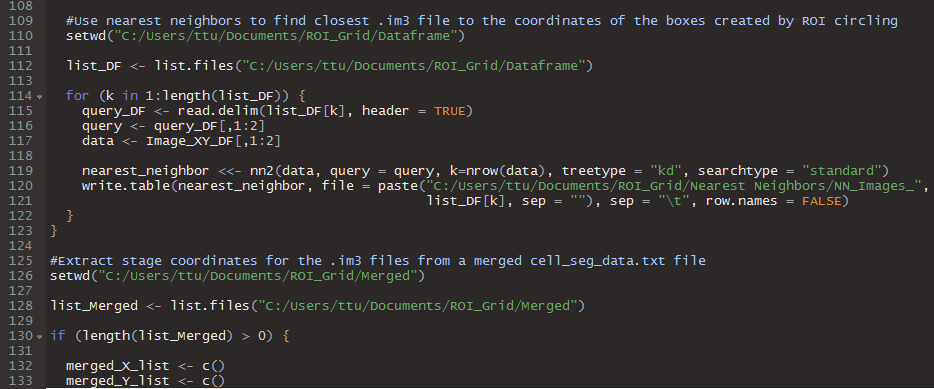 108
109 #Use nearest neighbors to find closest .im3 file to the coordinates of the boxes created by ROI circling
110 setwd("C:/Users/ttu/Documents/ROI_Grid/Dataframe")
111
112 list_DF <- list.files("C:/Users/ttu/Documents/ROI_Grid/Dataframe")
113
114 for (k in 1:length(list_DF)) {
115 query_DF <- read.delim(list_DF[k], header = TRUE)
116 query <- query_DF[,1:2]
117 data <- Image_XY_DF[,1:2]
118
119 nearest_neighbor <<- nn2(data, query = query, k=nrow(data), treetype = "kd", searchtype = "standard")
120 write.table(nearest_neighbor, file = paste("C:/Users/ttu/Documents/ROI_Grid/Nearest Neighbors/NN_Images_",
121 list_DF[k], sep = ""), sep = "\t", row.names = FALSE)
122 }
123 }
124
125 #Extract stage coordinates for the .im3 files from a merged cell_seg_data.txt file
126 setwd("C:/Users/ttu/Documents/ROI_Grid/Merged")
127
128 list_Merged <- list.files("C:/Users/ttu/Documents/ROI_Grid/Merged")
129
130 if (length(list_Merged) > 0) {
131
132 merged_X_list <- c()
133 merged_Y_list <- c()